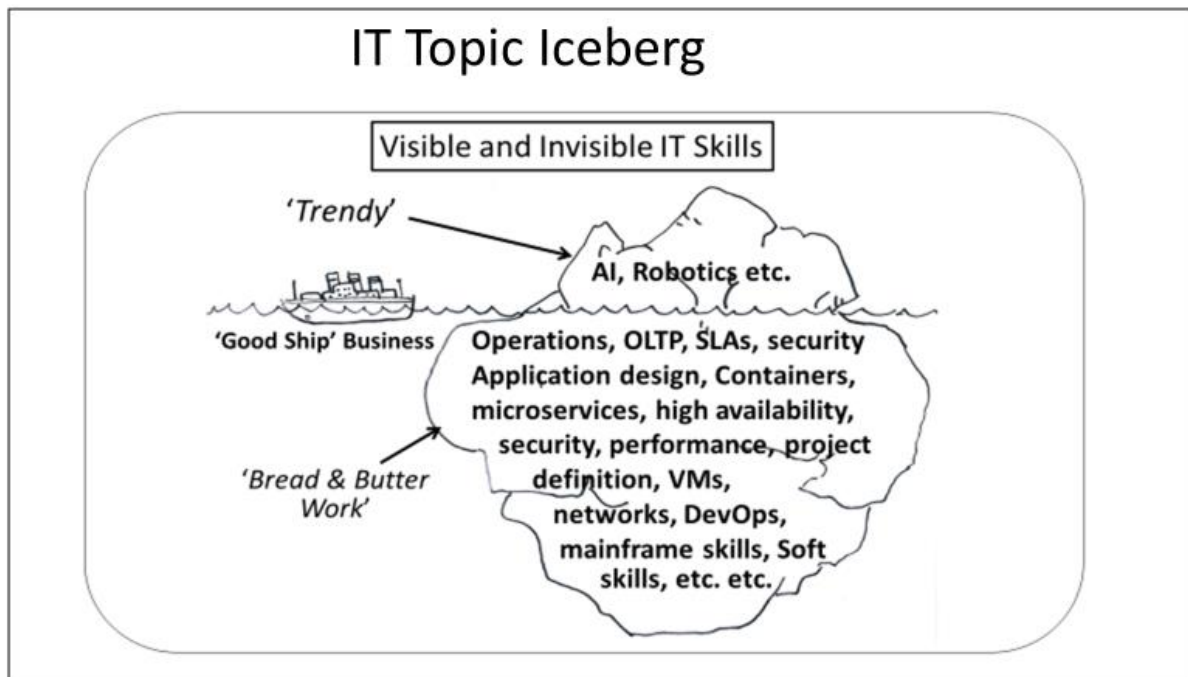 IT Topic Iceberg
Visible and Invisible IT Skills
‘Trendy’
AI, Robotics etc.
‘Good Ship’ Business
Operations, OLTP, SLAs, security
Application design, Containers,
microservices, high availability,
security, performance, project
definition, VMs,
networks, DevOps,
mainframe skills, Soft
skills, etc. etc.
‘Bread & Butter
Work’